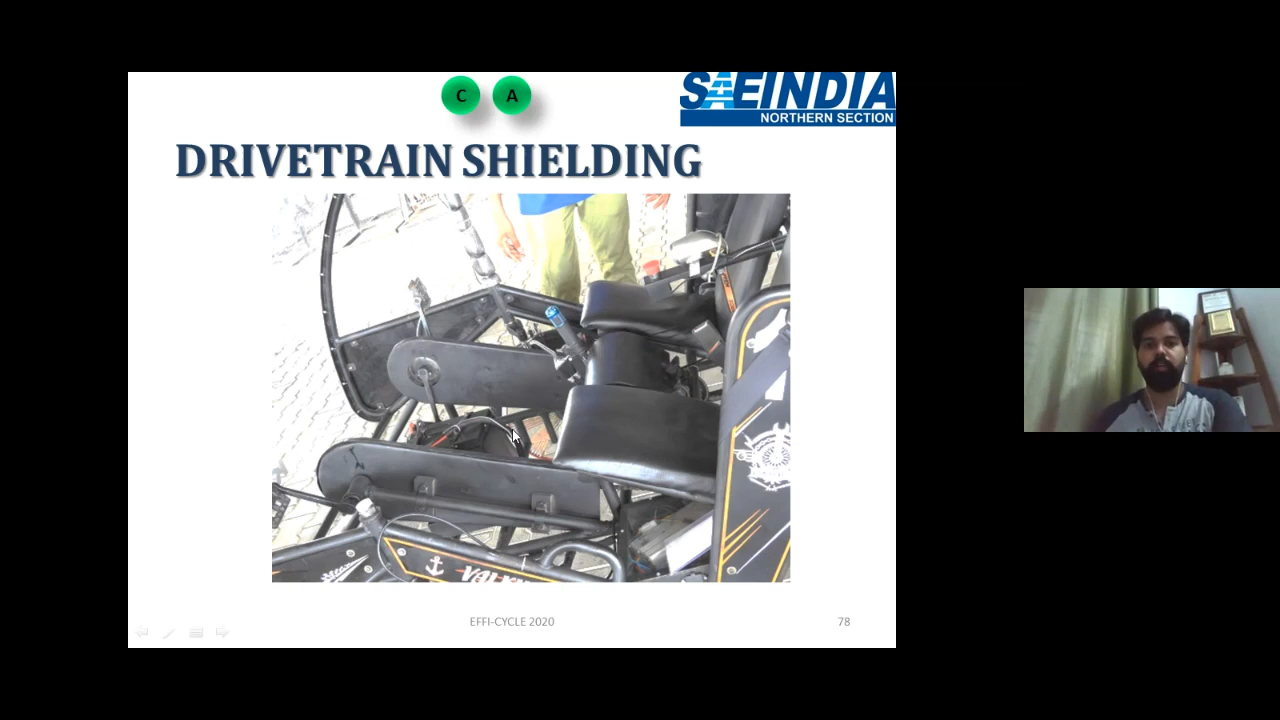 C A
SAEINDIA
NORTHERN SECTION
DRIVETRAIN SHIELDING
EFFI-CYCLE 2020
78